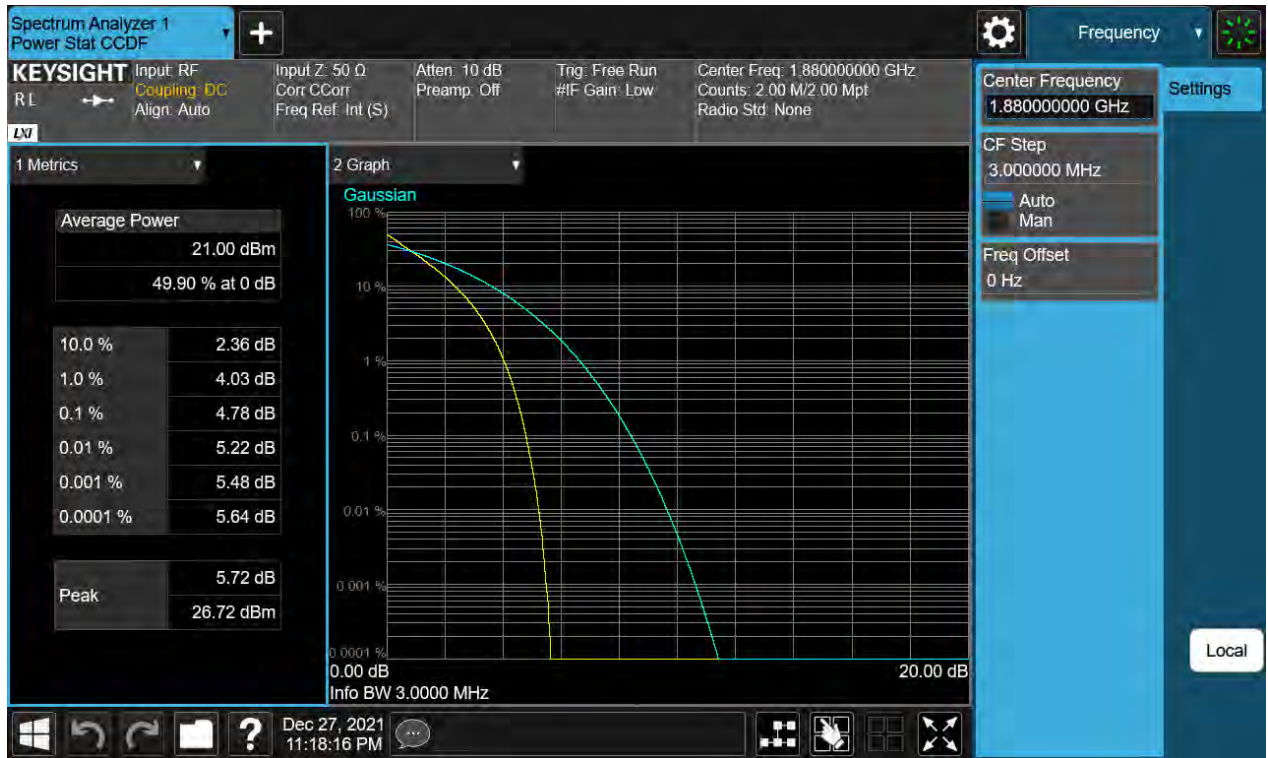 Spectrum Analyzer 1
Power Stat CCDF
Frequency
KEYSIGHT
RL
LXI
Input: RF
Coupling: DC
Align: Auto
Input Z: 50 Ω
Corr CCorr
Freq Ref: Int (S)
Atten: 10 dB
Preamp: Off
Trig: Free Run
#IF Gain: Low
Center Freq: 1.880000000 GHz
Counts: 2.00 M/2.00 Mpt
Radio Std: None
1 Metrics
Average Power
21.00 dBm
49.90 % at 0 dB
10.0 % 2.36 dB
1.0 % 4.03 dB
0.1 % 4.78 dB
0.01 % 5.22 dB
0.001 % 5.48 dB
0.0001 % 5.64 dB
Peak
5.72 dB
26.72 dBm
2 Graph
Gaussian
100 %
10 %
1 %
0.1 %
0.01 %
0.001 %
0.0001 %
0.00 dB 20.00 dB
Info BW 3.0000 MHz
Center Frequency
1.880000000 GHz
CF Step
3.000000 MHz
Auto
Man
Freq Offset
0 Hz
Settings
Local
?
Dec 27, 2021
11:18:16 PM